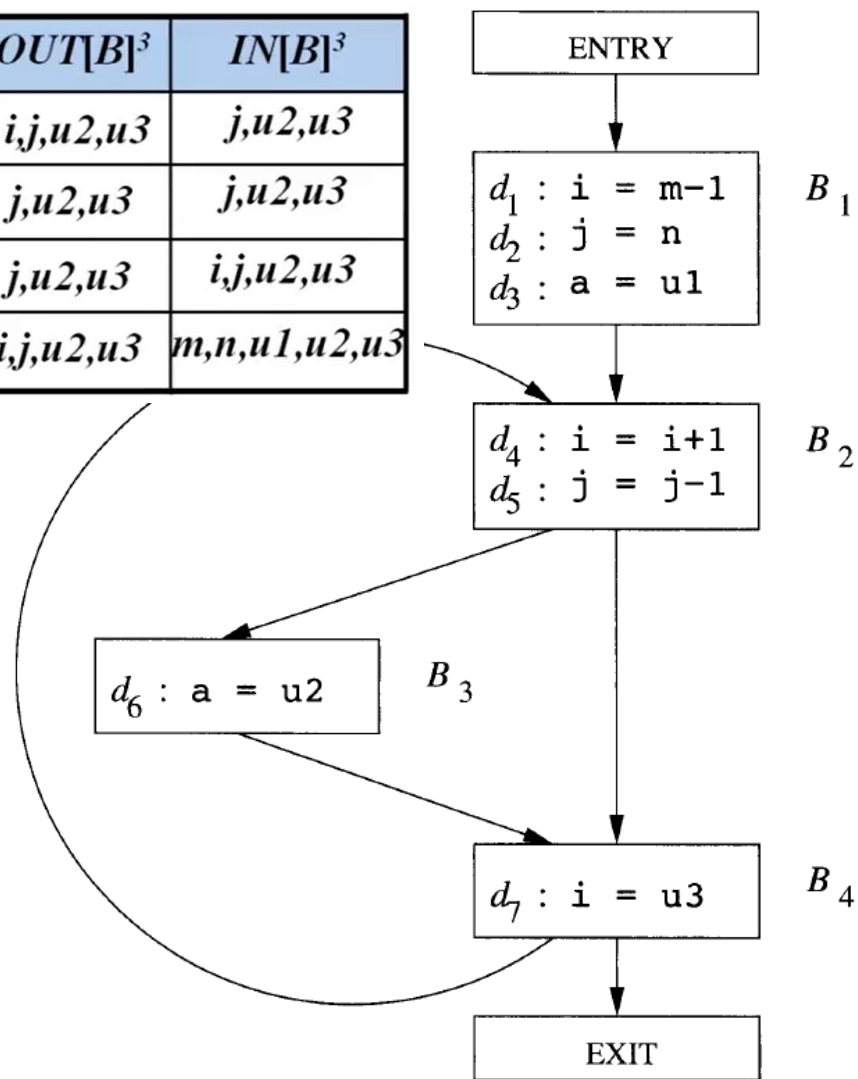 OUT[B]³ IN[B]³
i,j,u2,u3 j,u2,u3
j,u2,u3 j,u2,u3
j,u2,u3 i,j,u2,u3
i,j,u2,u3 m,n,u1,u2,u3
ENTRY
d1 : i = m-1
d2 : j = n
d3 : a = u1
B 1
d4 : i = i+1
d5 : j = j-1
B 2
d6 : a = u2
B 3
d7 : i = u3
B 4
EXIT